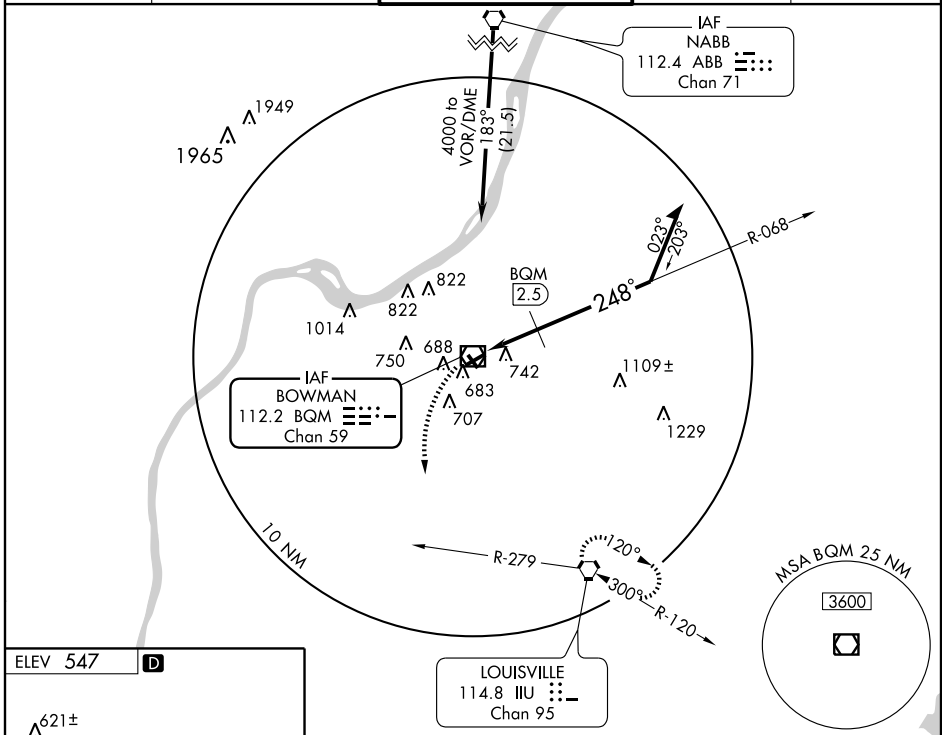 IAF
NABB
112.4 ABB
Chan 71
1949
1965
4000 to
VOR/DME
183°
(21.5)
023°
203°
R-068
BQM
2.5
248°
822
822
1014
750
688
742
683
707
1109±
1229
IAF
BOWMAN
112.2 BQM
Chan 59
10 NM
R-279
120°
300°
R-120
MSA BQM 25 NM
3600
LOUISVILLE
114.8 IIU
Chan 95
ELEV 547
D
621±